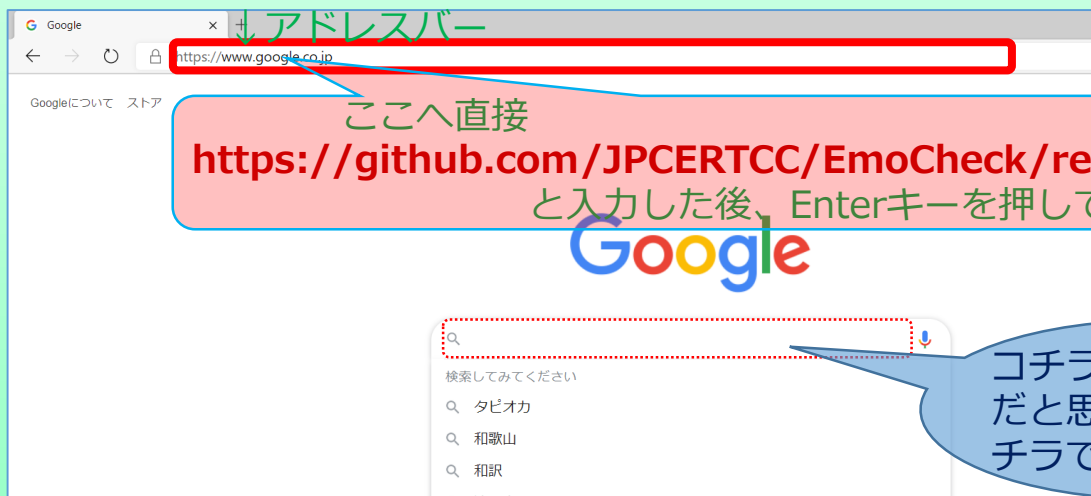 Google
↓アドレスバー
https://www.google.co.jp
Googleについて ストア
ここへ直接
https://github.com/JPCERTCC/EmoCheck/re
と入力した後、Enterキーを押して
Google
検索してみてください
タピオカ
和歌山
和訳
コチラ
だと思
チラで